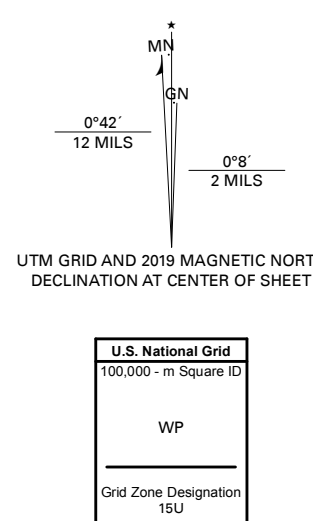 ★
MN
GN
0°42´
12 MILS
0°8´
2 MILS
UTM GRID AND 2019 MAGNETIC NORT
DECLINATION AT CENTER OF SHEET
U.S. National Grid
100,000 - m Square ID
WP
Grid Zone Designation
15U